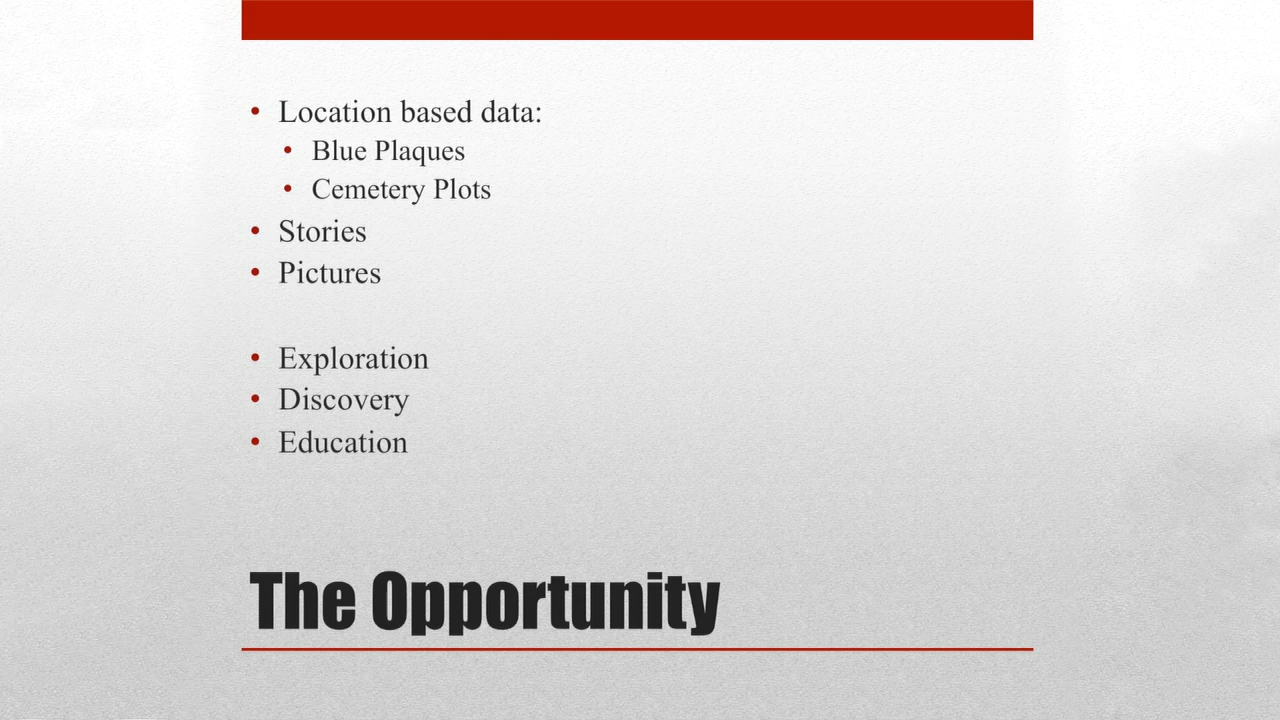 • Location based data:
• Blue Plaques
• Cemetery Plots
• Stories
• Pictures
• Exploration
• Discovery
• Education
The Opportunity